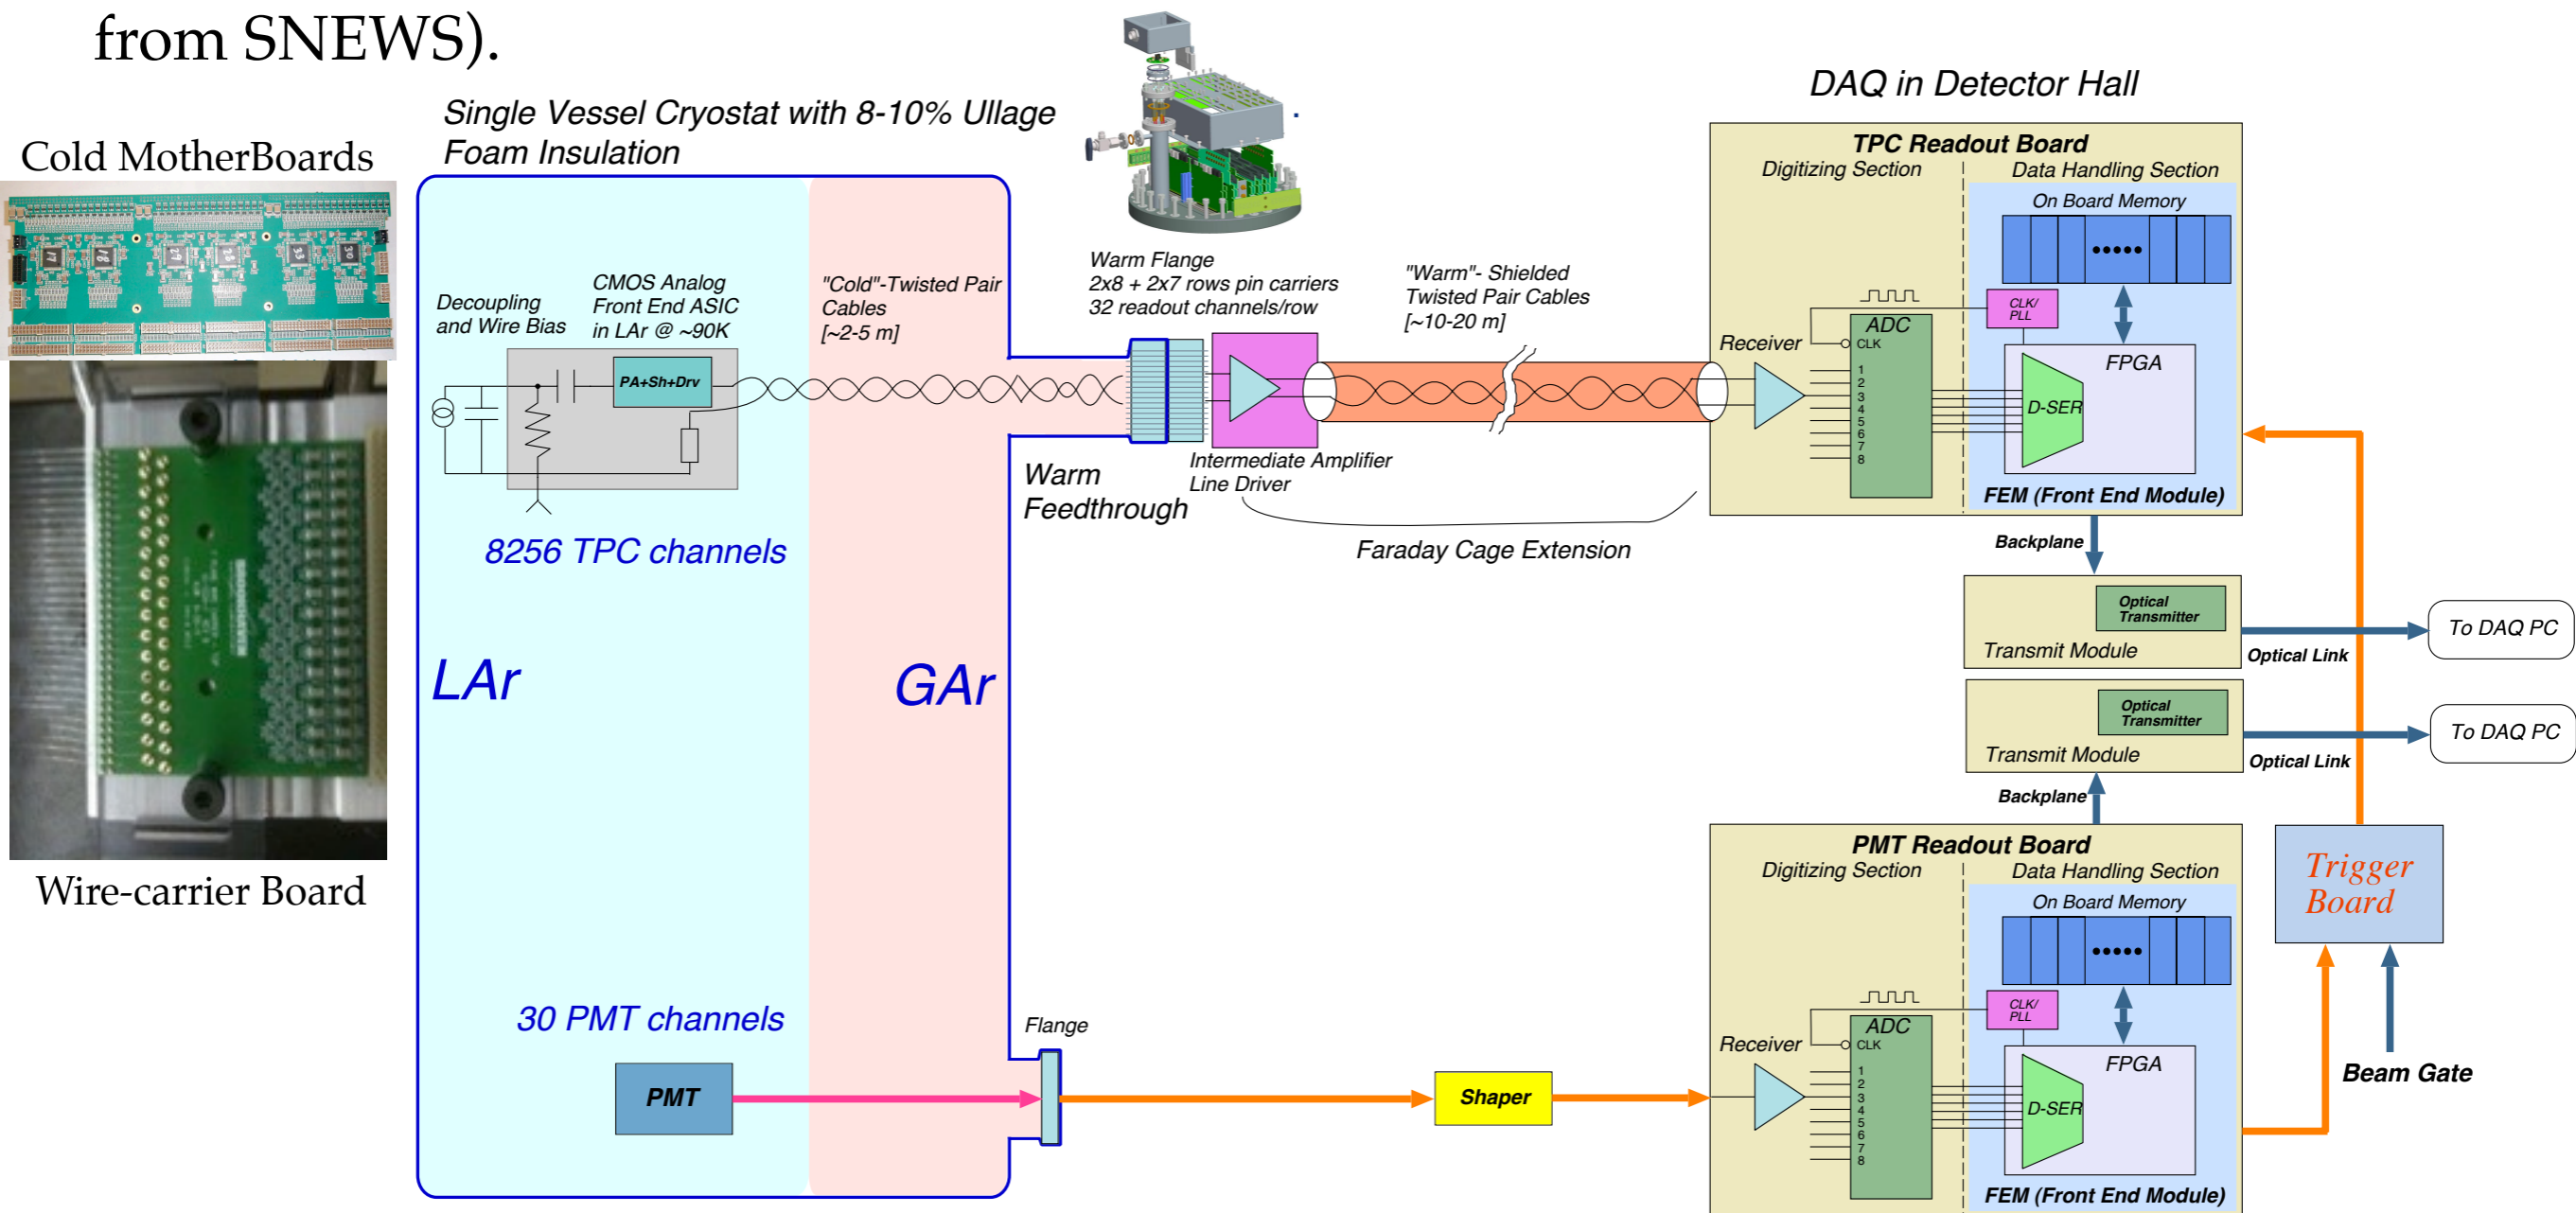 from SNEWS).
Cold MotherBoards
Wire-carrier Board
Single Vessel Cryostat with 8-10% Ullage
Foam Insulation
Decoupling
and Wire Bias
CMOS Analog
Front End ASIC
in LAr @ ~90K
PA+Sh+Drv
"Cold"-Twisted Pair
Cables
[~2-5 m]
8256 TPC channels
LAr
GAr
30 PMT channels
PMT
Flange
Warm Flange
2x8 + 2x7 rows pin carriers
32 readout channels/row
Warm
Feedthrough
Intermediate Amplifier
Line Driver
"Warm"- Shielded
Twisted Pair Cables
[~10-20 m]
Faraday Cage Extension
Shaper
DAQ in Detector Hall
TPC Readout Board
Digitizing Section
Data Handling Section
On Board Memory
CLK/
PLL
Receiver
ADC
CLK
1
2
3
4
5
6
7
8
FPGA
D-SER
FEM (Front End Module)
Backplane
Optical
Transmitter
Transmit Module
Optical Link
To DAQ PC
Optical
Transmitter
Transmit Module
Optical Link
To DAQ PC
Backplane
PMT Readout Board
Digitizing Section
Data Handling Section
On Board Memory
CLK/
PLL
Receiver
ADC
CLK
1
2
3
4
5
6
7
8
FPGA
D-SER
FEM (Front End Module)
Trigger
Board
Beam Gate